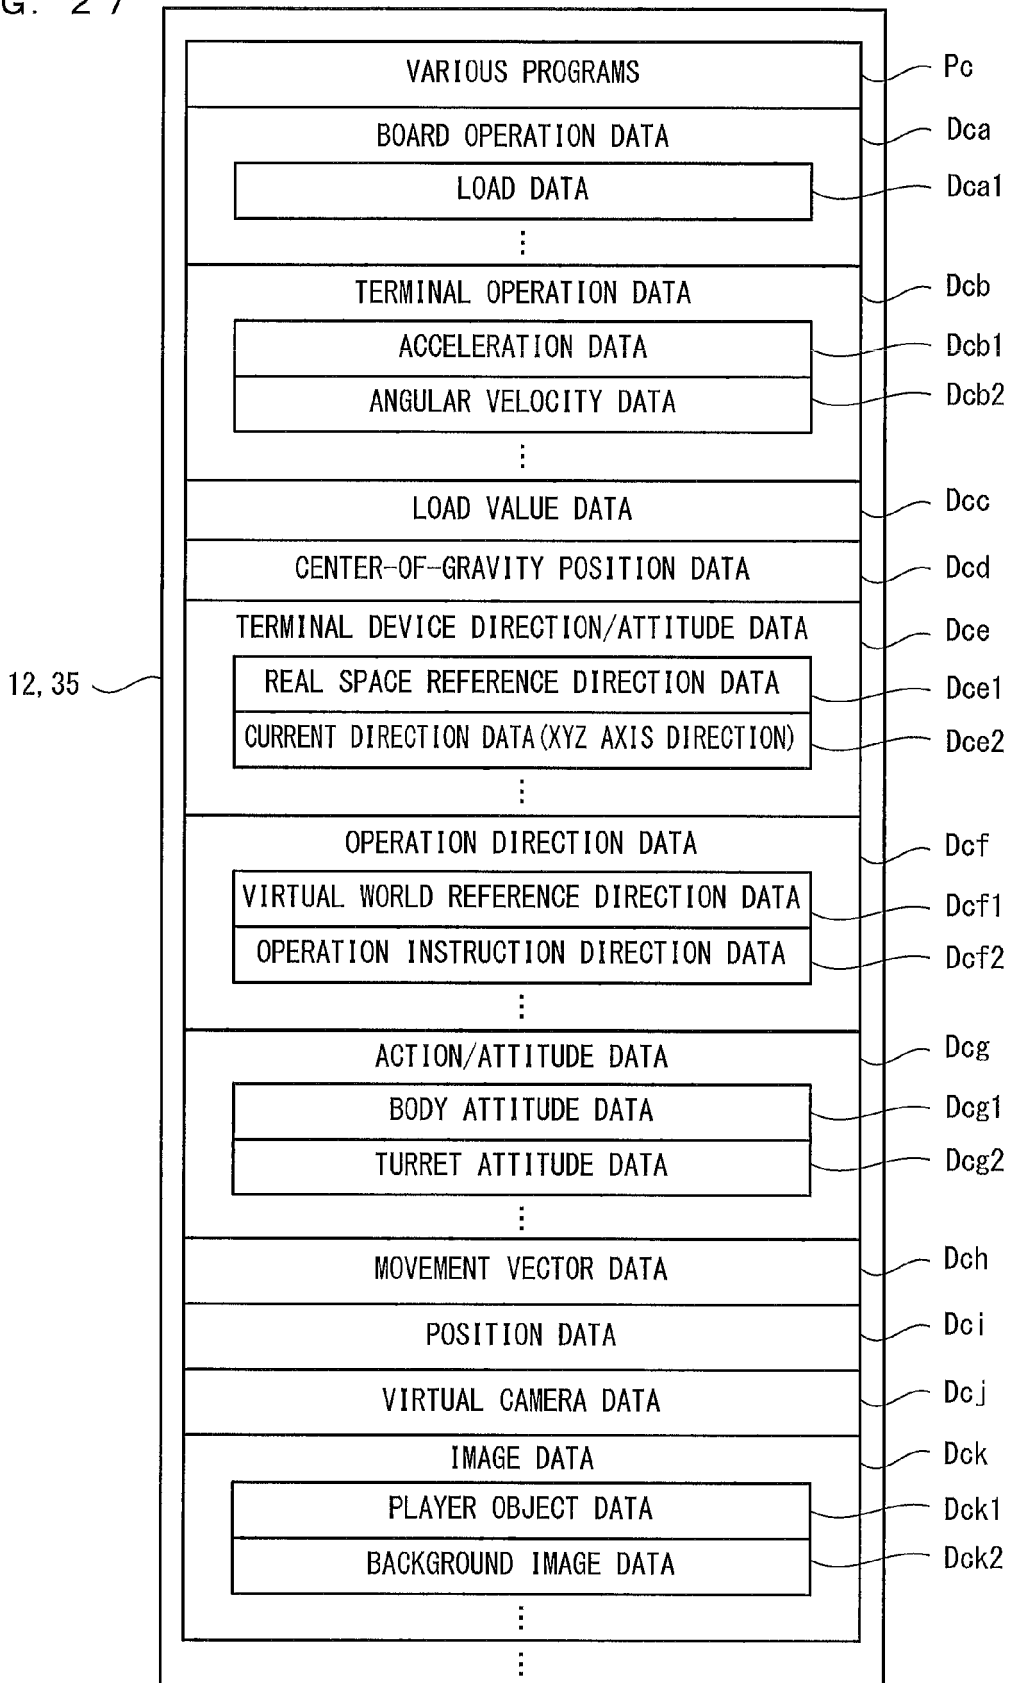 G. 27
VARIOUS PROGRAMS Pc
BOARD OPERATION DATA Dca
LOAD DATA Dca1
TERMINAL OPERATION DATA Dcb
ACCELERATION DATA Dcb1
ANGULAR VELOCITY DATA Dcb2
LOAD VALUE DATA Dcc
CENTER-OF-GRAVITY POSITION DATA Dcd
TERMINAL DEVICE DIRECTION/ATTITUDE DATA Dce
12, 35
REAL SPACE REFERENCE DIRECTION DATA Dce1
CURRENT DIRECTION DATA(XYZ AXIS DIRECTION) Dce2
OPERATION DIRECTION DATA Dcf
VIRTUAL WORLD REFERENCE DIRECTION DATA Dcf1
OPERATION INSTRUCTION DIRECTION DATA Dcf2
ACTION/ATTITUDE DATA Dcg
BODY ATTITUDE DATA Dcg1
TURRET ATTITUDE DATA Dcg2
MOVEMENT VECTOR DATA Dch
POSITION DATA Dci
VIRTUAL CAMERA DATA Dcj
IMAGE DATA Dck
PLAYER OBJECT DATA Dck1
BACKGROUND IMAGE DATA Dck2